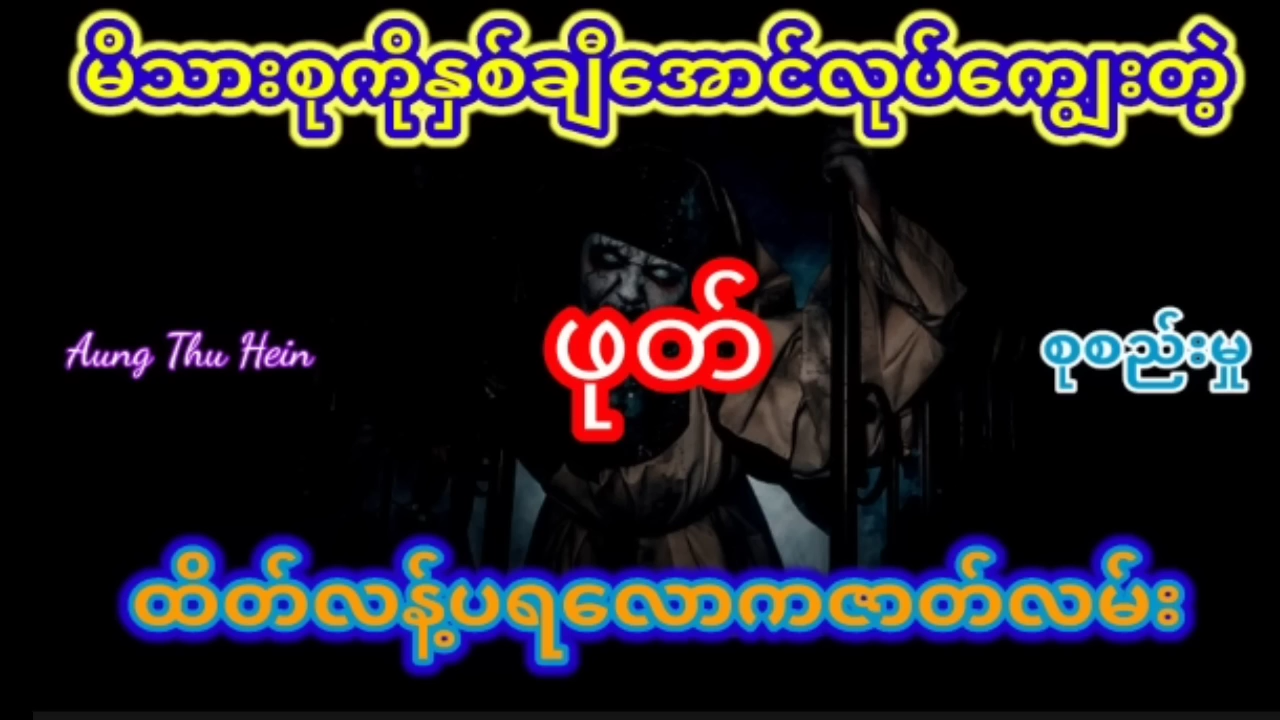 မိသားစုကိုနှစ်ချီအောင်လုပ်ကျွေးတဲ့
Aung Thu Hein
ဖုတ်
စုစည်းမှု
ထိတ်လန့်ပရလောကဇာတ်လမ်း